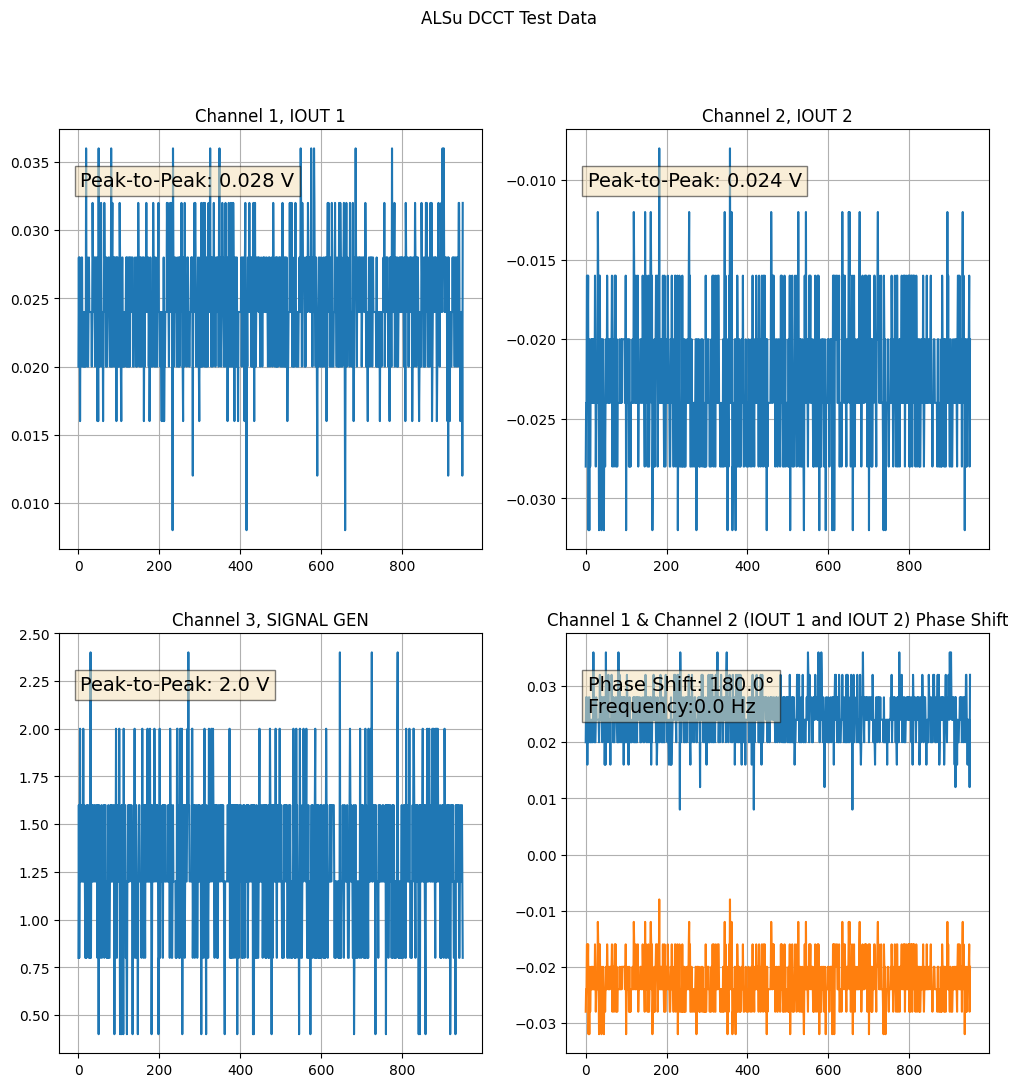 ALSu DCCT Test Data
Channel 1, IOUT 1
Peak-to-Peak: 0.028 V
0.035
0.030
0.025
0.020
0.015
0.010
0 200 400 600 800
Channel 2, IOUT 2
Peak-to-Peak: 0.024 V
−0.010
−0.015
−0.020
−0.025
−0.030
0 200 400 600 800
Channel 3, SIGNAL GEN
Peak-to-Peak: 2.0 V
2.50
2.25
2.00
1.75
1.50
1.25
1.00
0.75
0.50
0 200 400 600 800
Channel 1 & Channel 2 (IOUT 1 and IOUT 2) Phase Shift
Phase Shift: 180.0°
Frequency:0.0 Hz
0.03
0.02
0.01
0.00
−0.01
−0.02
−0.03
0 200 400 600 800